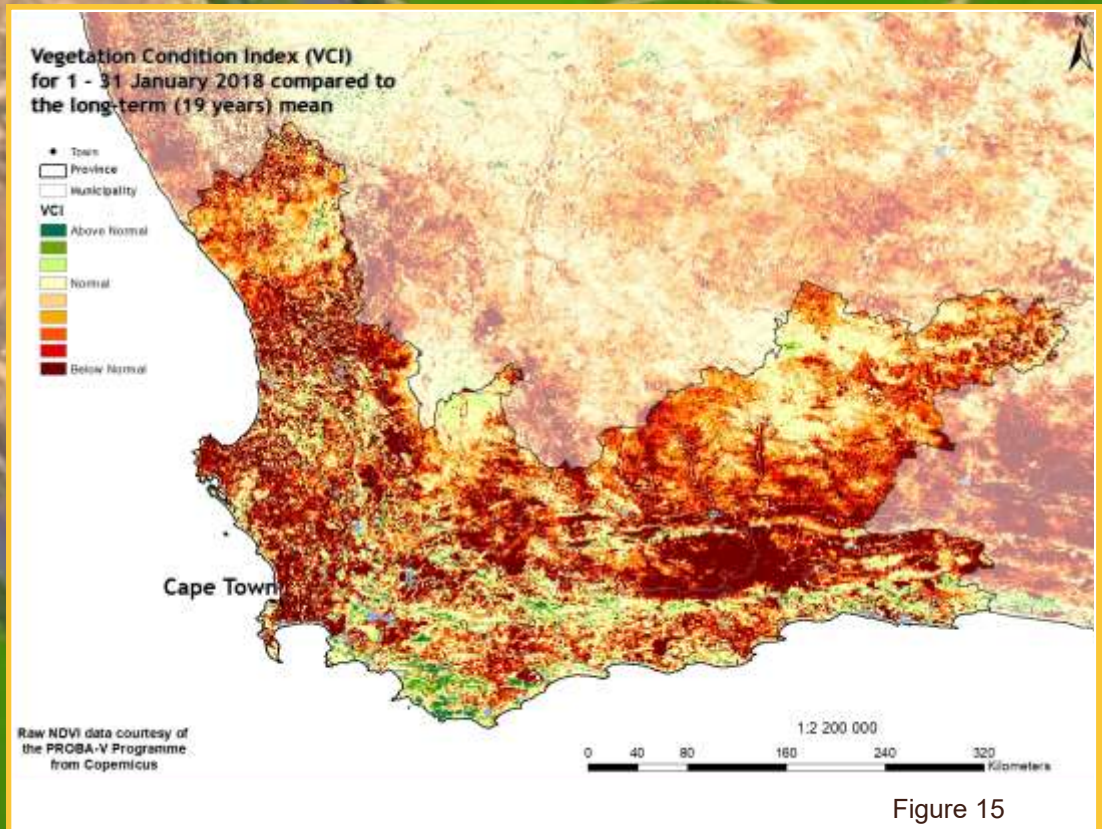 Vegetation Condition Index (VCI)
for 1 - 31 January 2018 compared to
the long-term (19 years) mean
N
Town
Province
Municipality
VCI
Above Normal
Normal
Below Normal
Cape Town
Raw NDVI data courtesy of
the PROBA-V Programme
from Copernicus
1:2 200 000
0 40 80 160 240 320
Kilometers
Figure 15